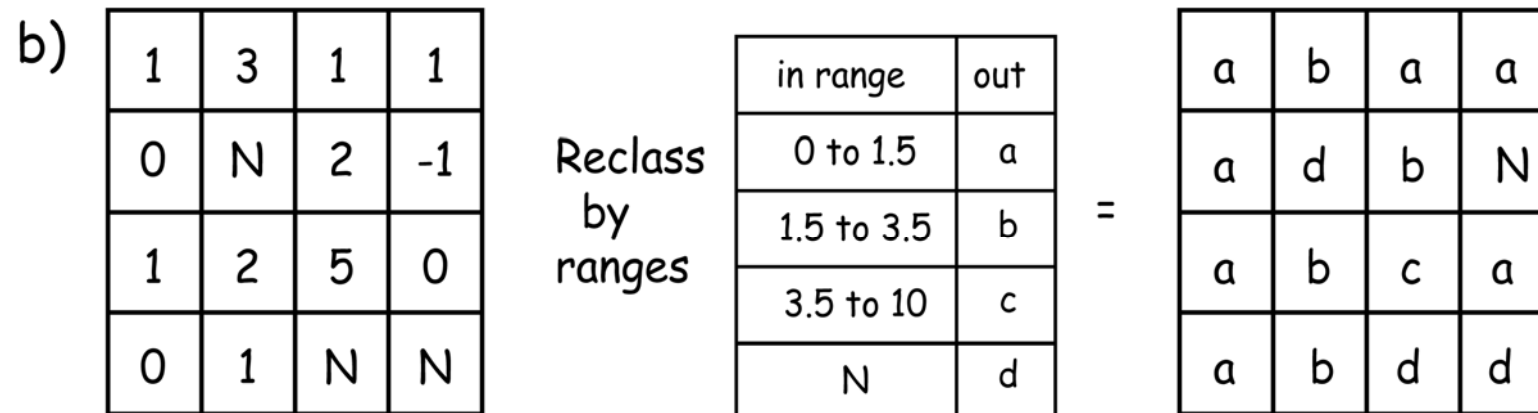 b)
1 3 1 1
0 N 2 -1
1 2 5 0
0 1 N N
Reclass
by
ranges
in range out
0 to 1.5 a
1.5 to 3.5 b
3.5 to 10 c
N d
=
a b a a
a d b N
a b c a
a b d d